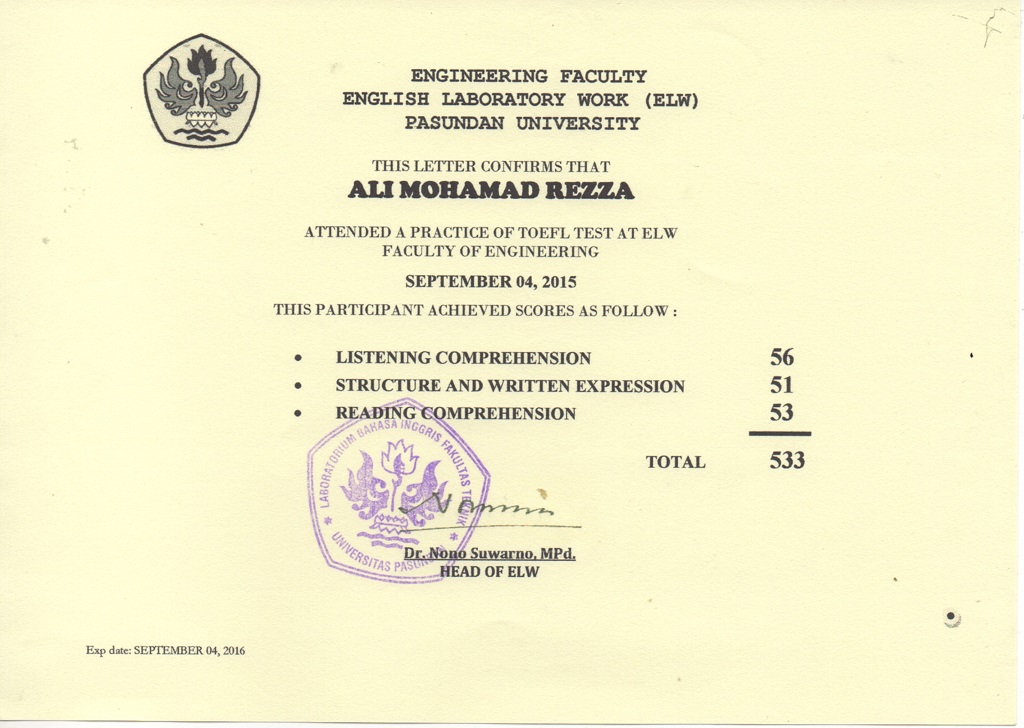 ENGINEERING FACULTY
ENGLISH LABORATORY WORK (ELW)
PASUNDAN UNIVERSITY
THIS LETTER CONFIRMS THAT
ALI MOHAMAD REZZA
ATTENDED A PRACTICE OF TOEFL TEST AT ELW
FACULTY OF ENGINEERING
SEPTEMBER 04, 2015
THIS PARTICIPANT ACHIEVED SCORES AS FOLLOW :
• LISTENING COMPREHENSION 56
• STRUCTURE AND WRITTEN EXPRESSION 51
• READING COMPREHENSION 53
TOTAL 533
LABORATORIUM BAHASA INGGRIS FAKULTAS TEKNIK
UNIVERSITAS PASUNDAN
Dr. Nono Suwarno, MPd.
HEAD OF ELW
Exp date: SEPTEMBER 04, 2016